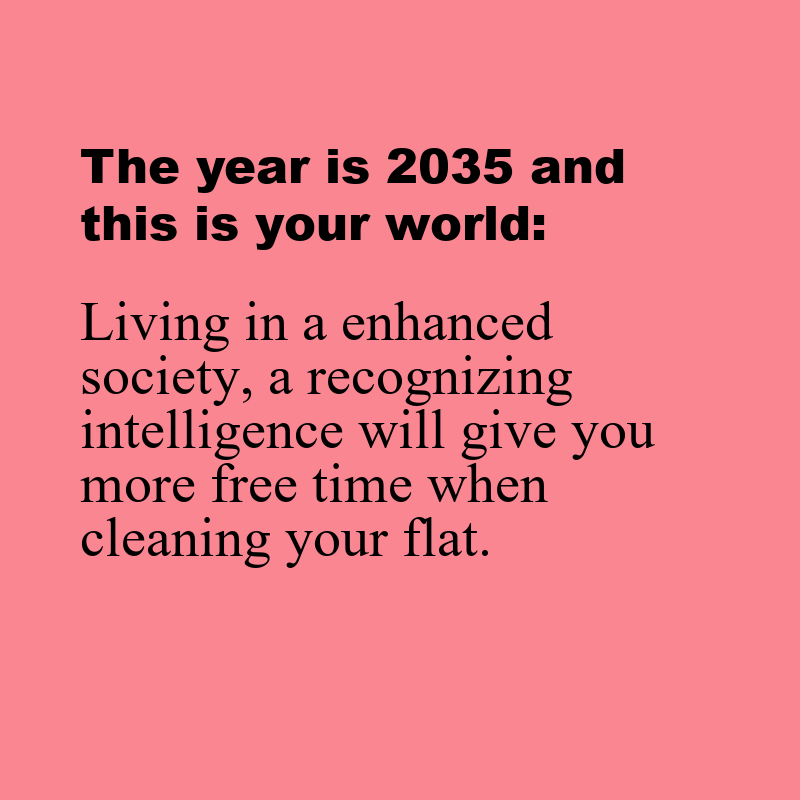 The year is 2035 and
this is your world:
Living in a enhanced
society, a recognizing
intelligence will give you
more free time when
cleaning your flat.